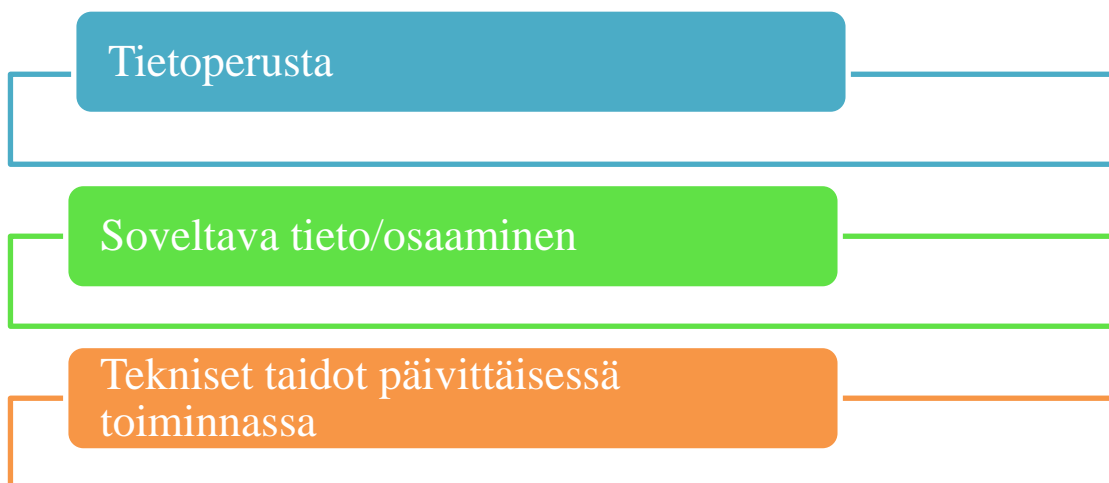 Tietoperusta
Soveltava tieto/osaaminen
Tekniset taidot päivittäisessä
toiminnassa